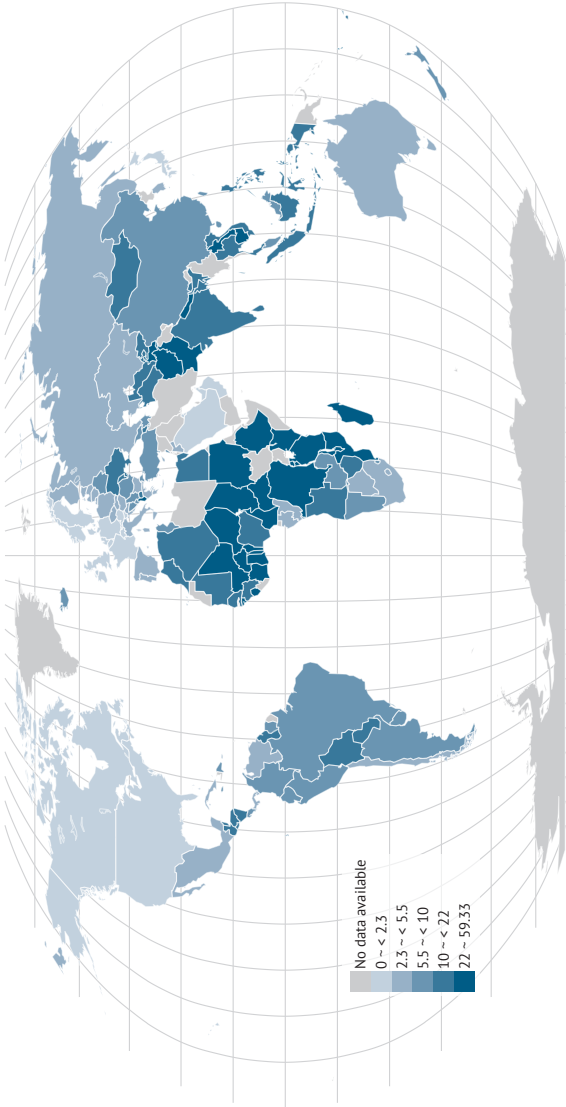 No data available
0 ~ < 2.3
2.3 ~ < 5.5
5.5 ~ < 10
10 ~ < 22
22 ~ 59.33